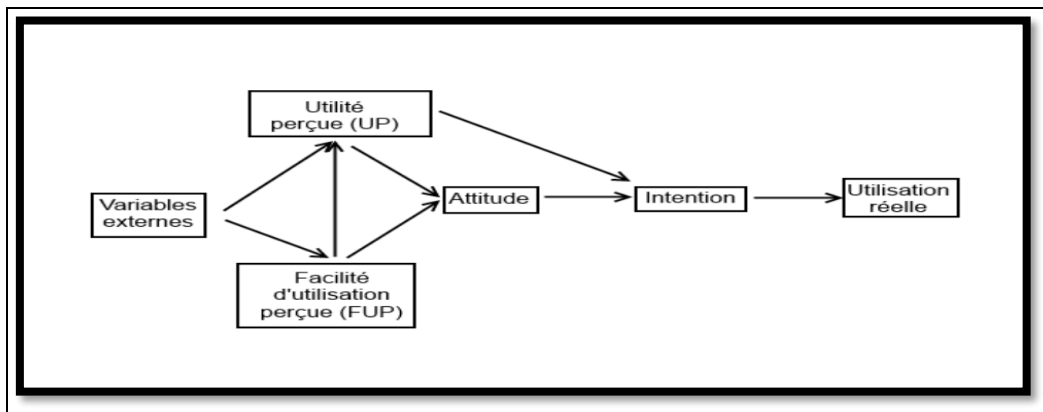 Utilité
perçue (UP)
Variables
externes
Attitude
Intention
Utilisation
réelle
Facilité
d'utilisation
perçue (FUP)